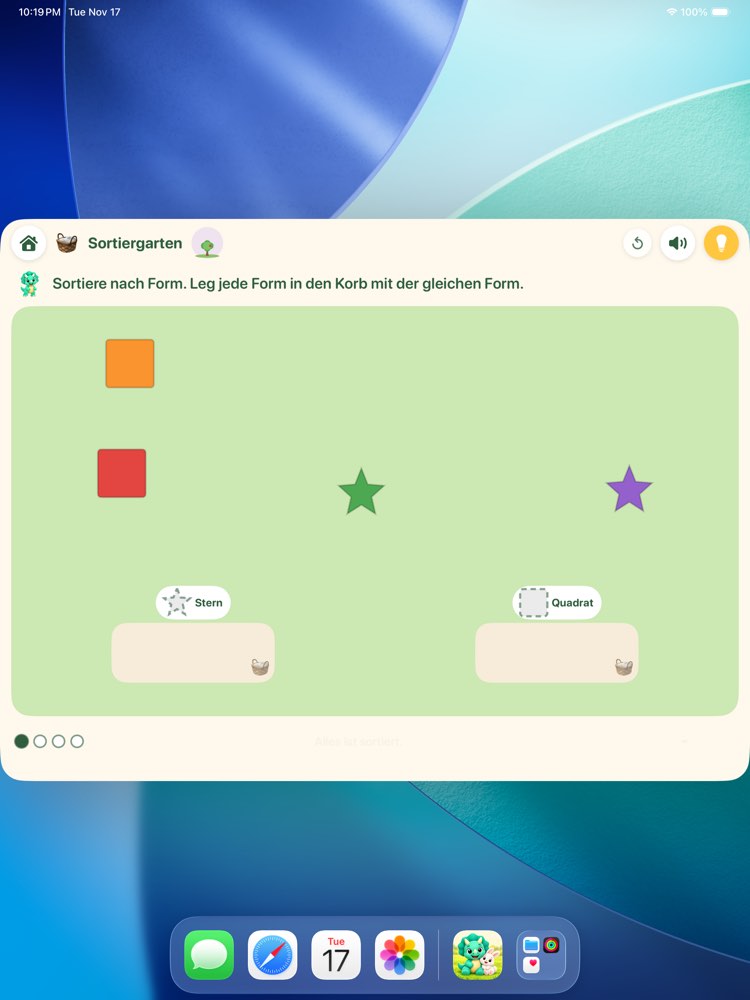 10:19 PM Tue Nov 17
100%
Sortiergarten
Sortiere nach Form. Leg jede Form in den Korb mit der gleichen Form.
Stern
Quadrat
Alles ist sortiert
Tue
17